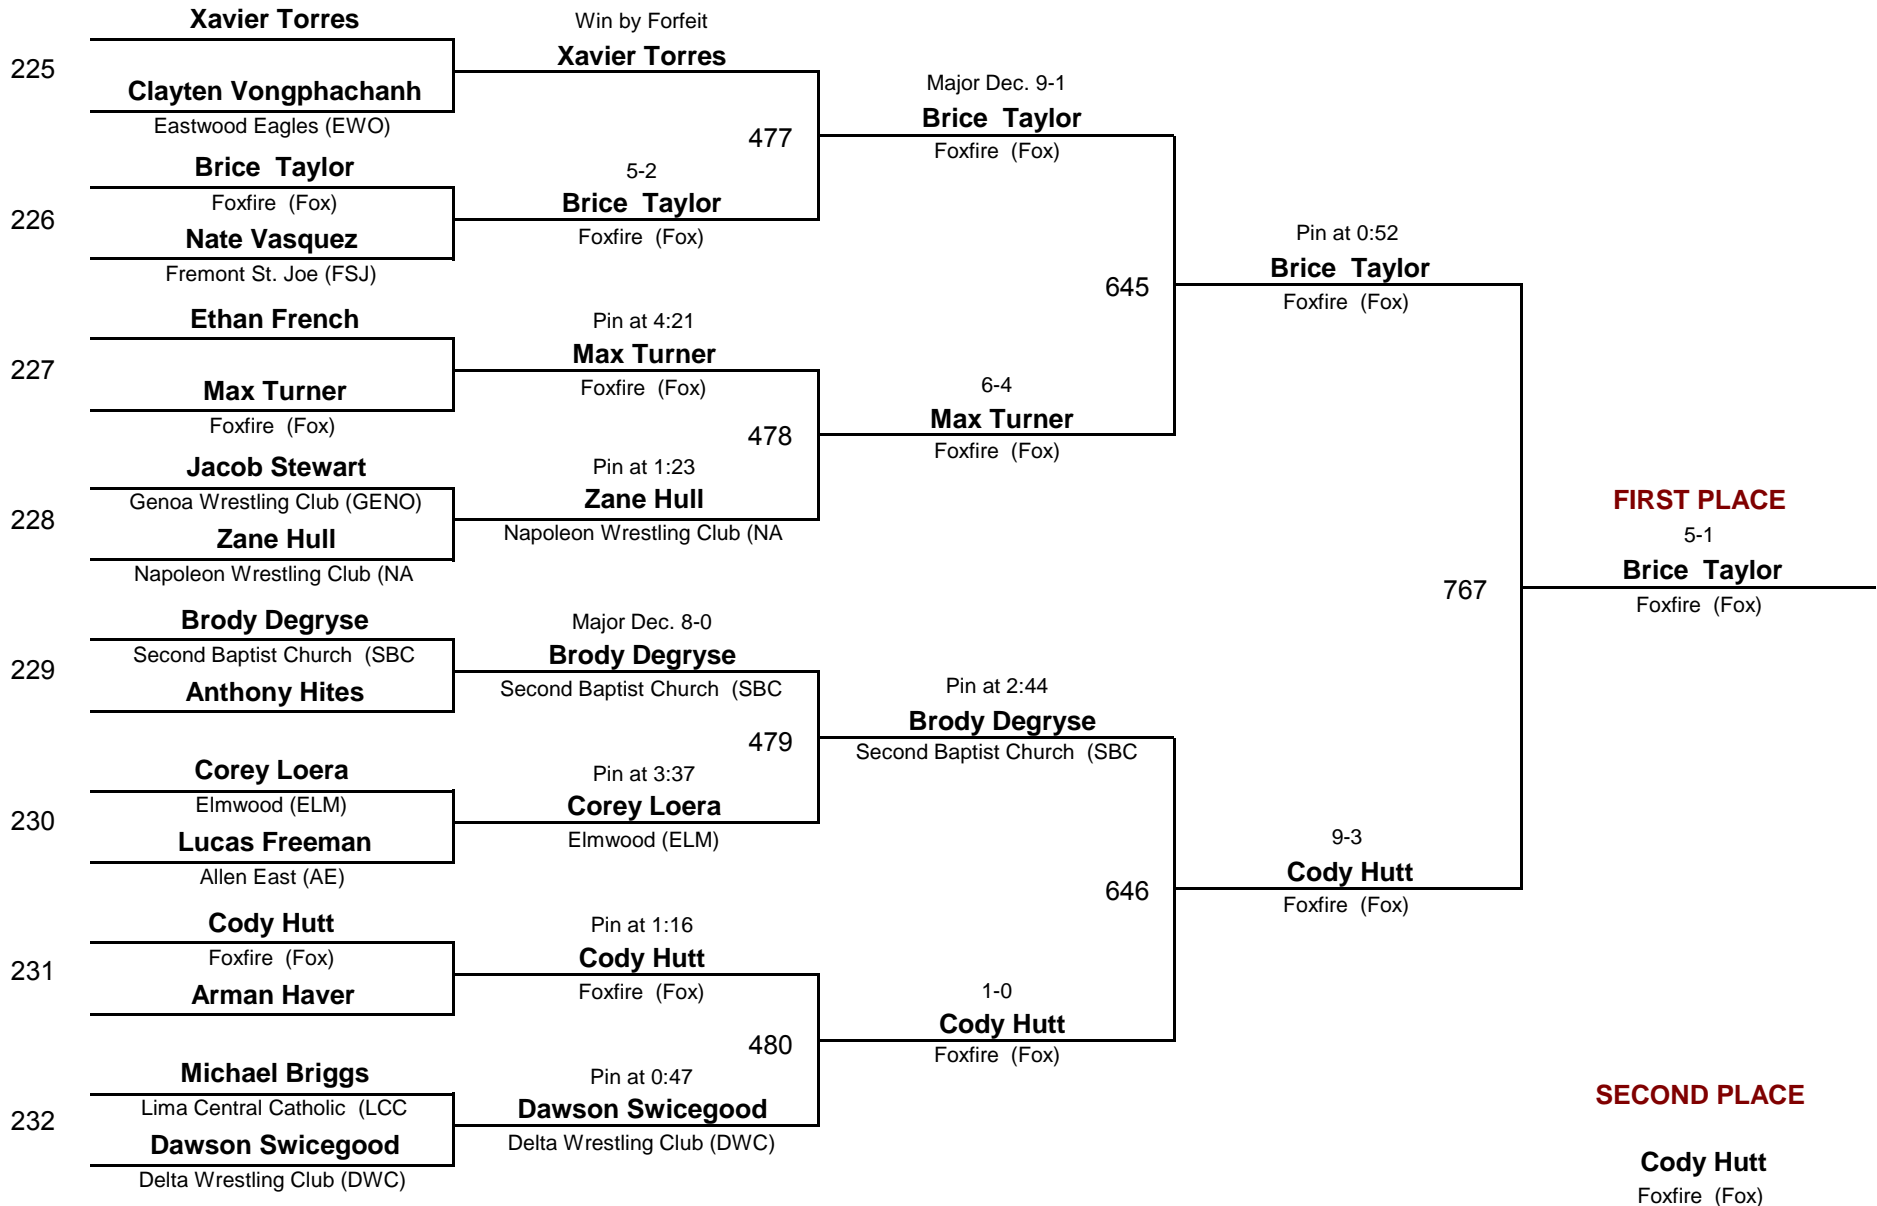 Xavier Torres
225
Clayten Vongphachanh
Eastwood Eagles (EWO)
Brice Taylor
Foxfire (Fox)
226
Nate Vasquez
Fremont St. Joe (FSJ)
Ethan French
227
Max Turner
Foxfire (Fox)
Jacob Stewart
Genoa Wrestling Club (GENO)
228
Zane Hull
Napoleon Wrestling Club (NA
Brody Degryse
Second Baptist Church (SBC
229
Anthony Hites
Corey Loera
Elmwood (ELM)
230
Lucas Freeman
Allen East (AE)
Cody Hutt
Foxfire (Fox)
231
Arman Haver
Michael Briggs
Lima Central Catholic (LCC
232
Dawson Swicegood
Delta Wrestling Club (DWC)
Win by Forfeit
Xavier Torres
477
5-2
Brice Taylor
Foxfire (Fox)
Pin at 4:21
Max Turner
Foxfire (Fox)
478
Pin at 1:23
Zane Hull
Napoleon Wrestling Club (NA
Major Dec. 8-0
Brody Degryse
Second Baptist Church (SBC
479
Pin at 3:37
Corey Loera
Elmwood (ELM)
Pin at 1:16
Cody Hutt
Foxfire (Fox)
480
Pin at 0:47
Dawson Swicegood
Delta Wrestling Club (DWC)
Major Dec. 9-1
Brice Taylor
Foxfire (Fox)
645
6-4
Max Turner
Foxfire (Fox)
Pin at 2:44
Brody Degryse
Second Baptist Church (SBC
646
1-0
Cody Hutt
Foxfire (Fox)
Pin at 0:52
Brice Taylor
Foxfire (Fox)
767
9-3
Cody Hutt
Foxfire (Fox)
FIRST PLACE
5-1
Brice Taylor
Foxfire (Fox)
SECOND PLACE
Cody Hutt
Foxfire (Fox)